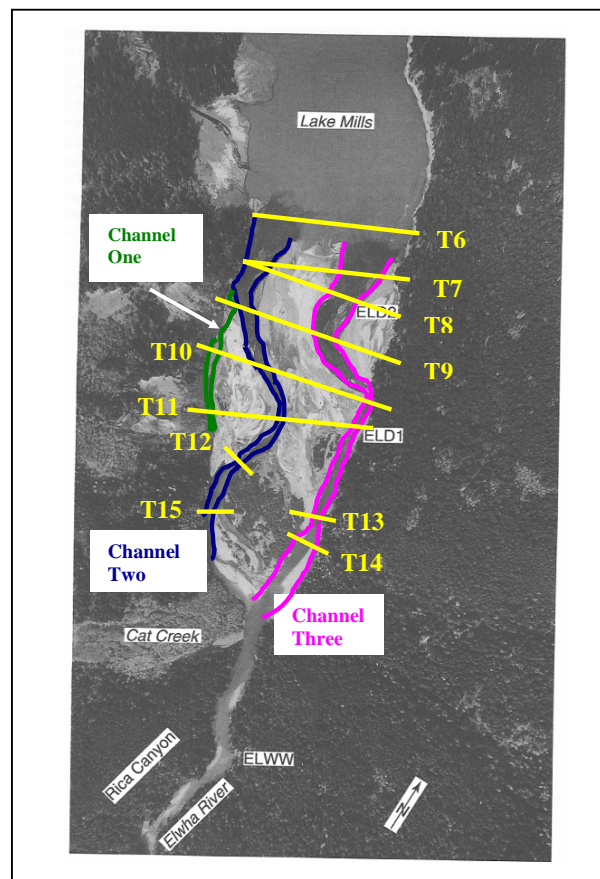 Lake Mills
Channel
One
T6
T7
ELD2
T8
T10
T9
T11
ELD1
T12
T15
T13
Channel
Two
T14
Channel
Three
Cat Creek
ELWW
Rica Canyon
Elwha River
N